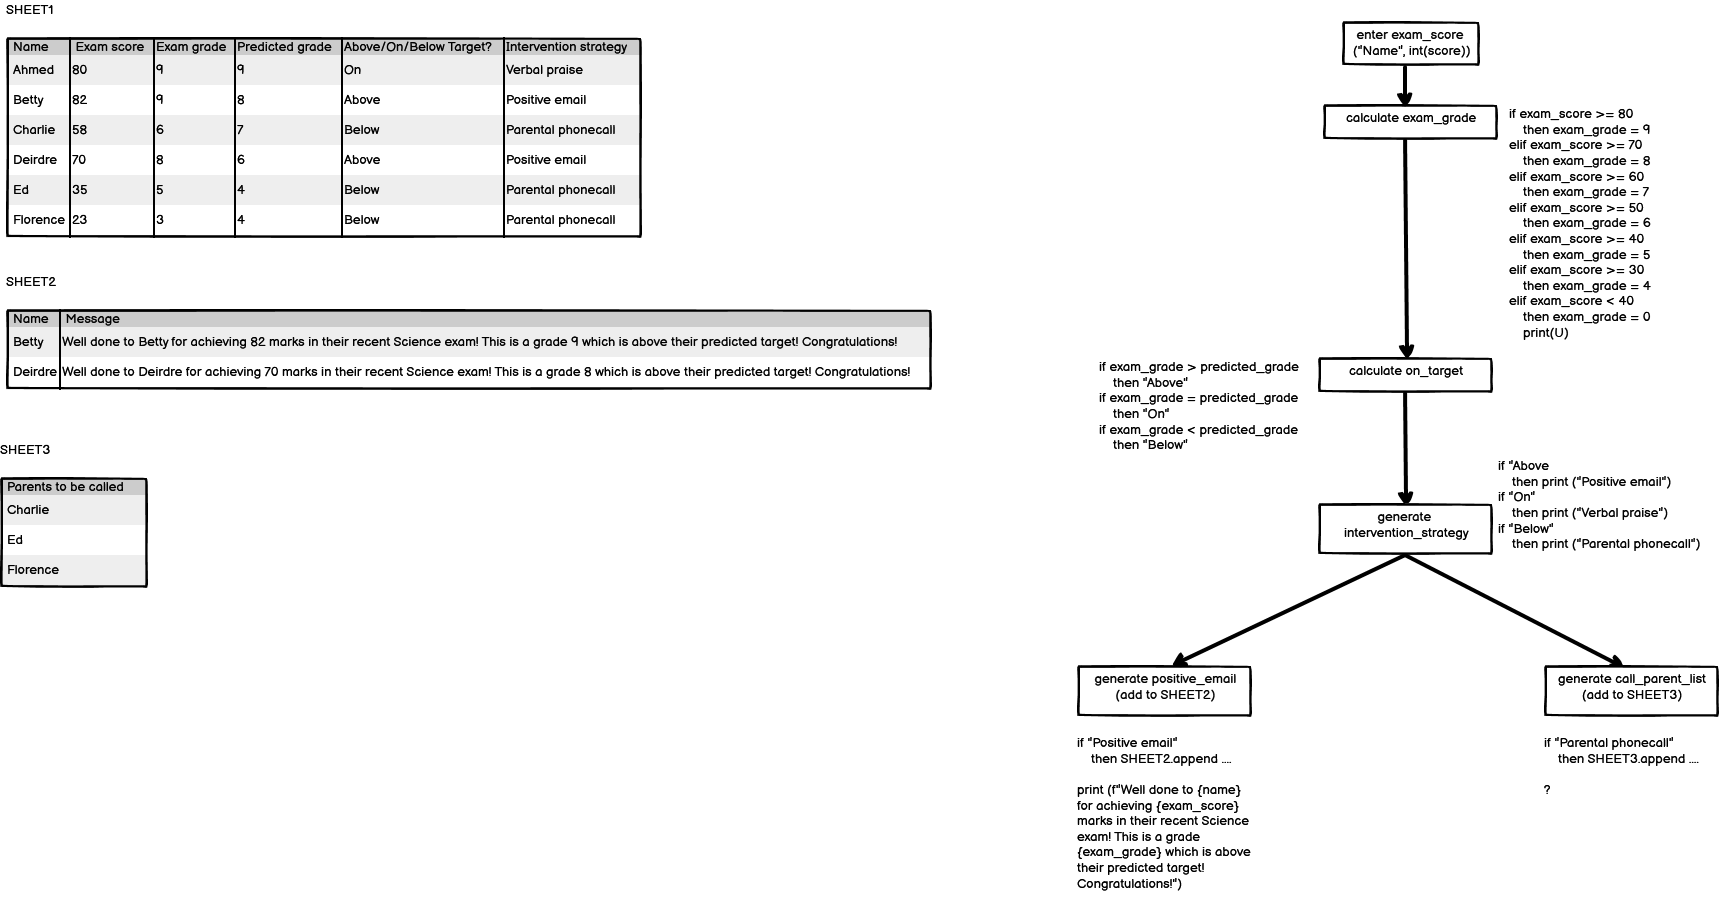 SHEET1
Name Exam score Exam grade Predicted grade Above/On/Below Target? Intervention strategy
Ahmed 80 9 9 On Verbal praise
Betty 82 9 8 Above Positive email
Charlie 58 6 7 Below Parental phonecall
Deirdre 70 8 6 Above Positive email
Ed 35 5 4 Below Parental phonecall
Florence 23 3 4 Below Parental phonecall
SHEET2
Name Message
Betty Well done to Betty for achieving 82 marks in their recent Science exam! This is a grade 9 which is above their predicted target! Congratulations!
Deirdre Well done to Deirdre for achieving 70 marks in their recent Science exam! This is a grade 8 which is above their predicted target! Congratulations!
SHEET3
Parents to be called
Charlie
Ed
Florence
enter exam_score
("Name", int(score))
calculate exam_grade
if exam_score >= 80
then exam_grade = 9
elif exam_score >= 70
then exam_grade = 8
elif exam_score >= 60
then exam_grade = 7
elif exam_score >= 50
then exam_grade = 6
elif exam_score >= 40
then exam_grade = 5
elif exam_score >= 30
then exam_grade = 4
elif exam_score < 40
then exam_grade = 0
print(U)
if exam_grade > predicted_grade
then "Above"
if exam_grade = predicted_grade
then "On"
if exam_grade < predicted_grade
then "Below"
calculate on_target
if "Above
then print ("Positive email")
if "On"
then print ("Verbal praise")
if "Below"
then print ("Parental phonecall")
generate
intervention_strategy
generate positive_email
(add to SHEET2)
if "Positive email"
then SHEET2.append ....
print (f"Well done to {name}
for achieving {exam_score}
marks in their recent Science
exam! This is a grade
{exam_grade} which is above
their predicted target!
Congratulations!")
generate call_parent_list
(add to SHEET3)
if "Parental phonecall"
then SHEET3.append ....
?